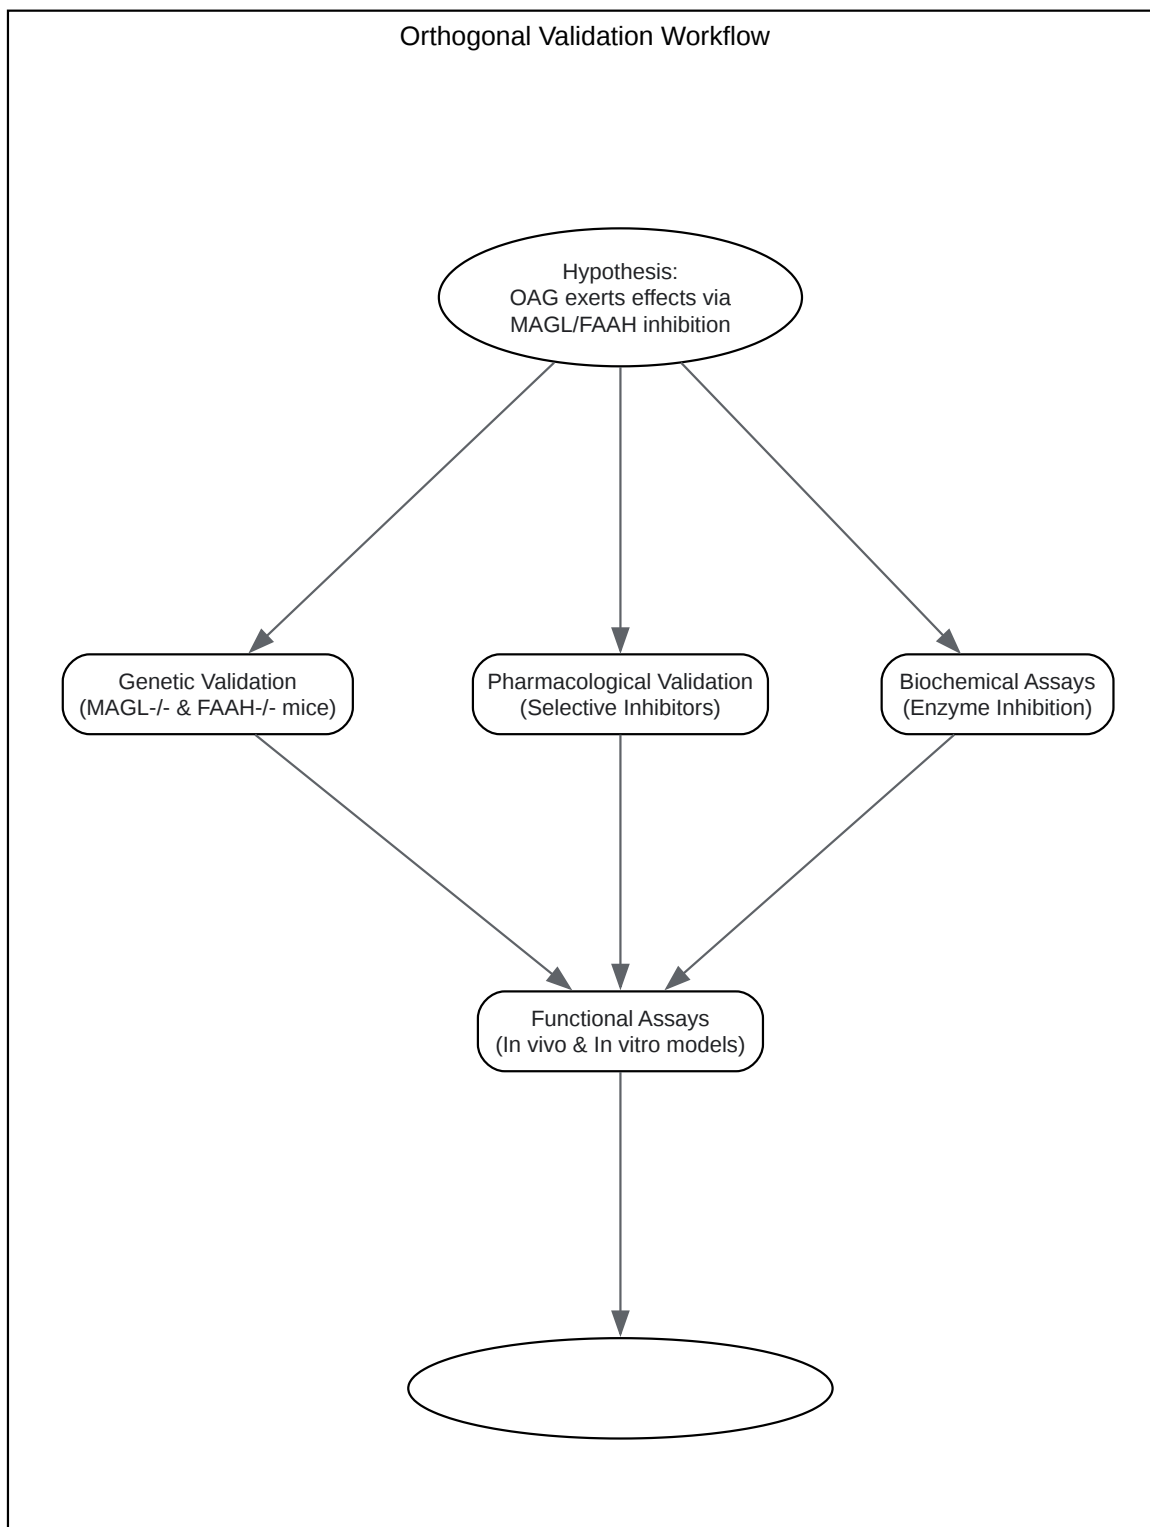 Orthogonal Validation Workflow
Hypothesis:
OAG exerts effects via
MAGL/FAAH inhibition
Genetic Validation
(MAGL-/- & FAAH-/- mice)
Pharmacological Validation
(Selective Inhibitors)
Biochemical Assays
(Enzyme Inhibition)
Functional Assays
(In vivo & In vitro models)